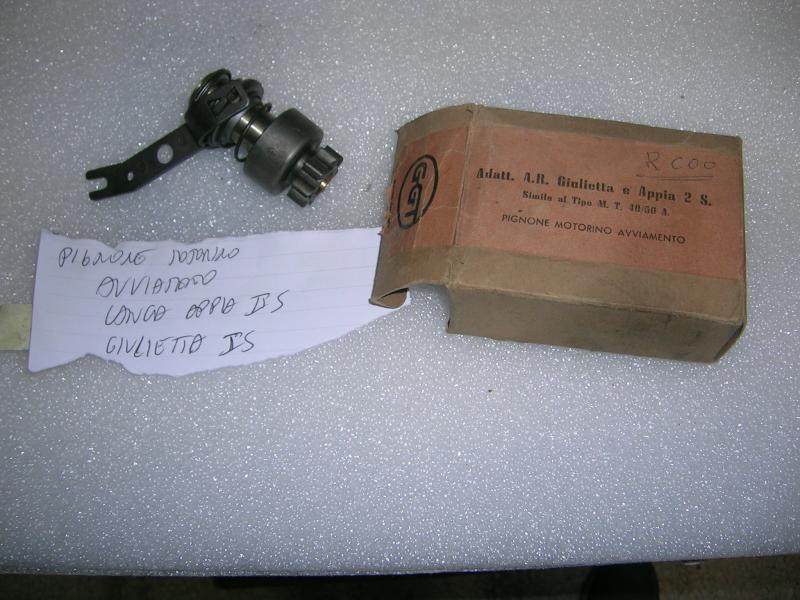 PIGNONE MOTORINO
AVVIAMENTO
LANCIA APPIA II S
GIULIETTA I S
GGT
R COO
Adatt. A.R. Giulietta e Appia 2 S.
Simile al Tipo M. T. 40/50 A.
PIGNONE MOTORINO AVVIAMENTO